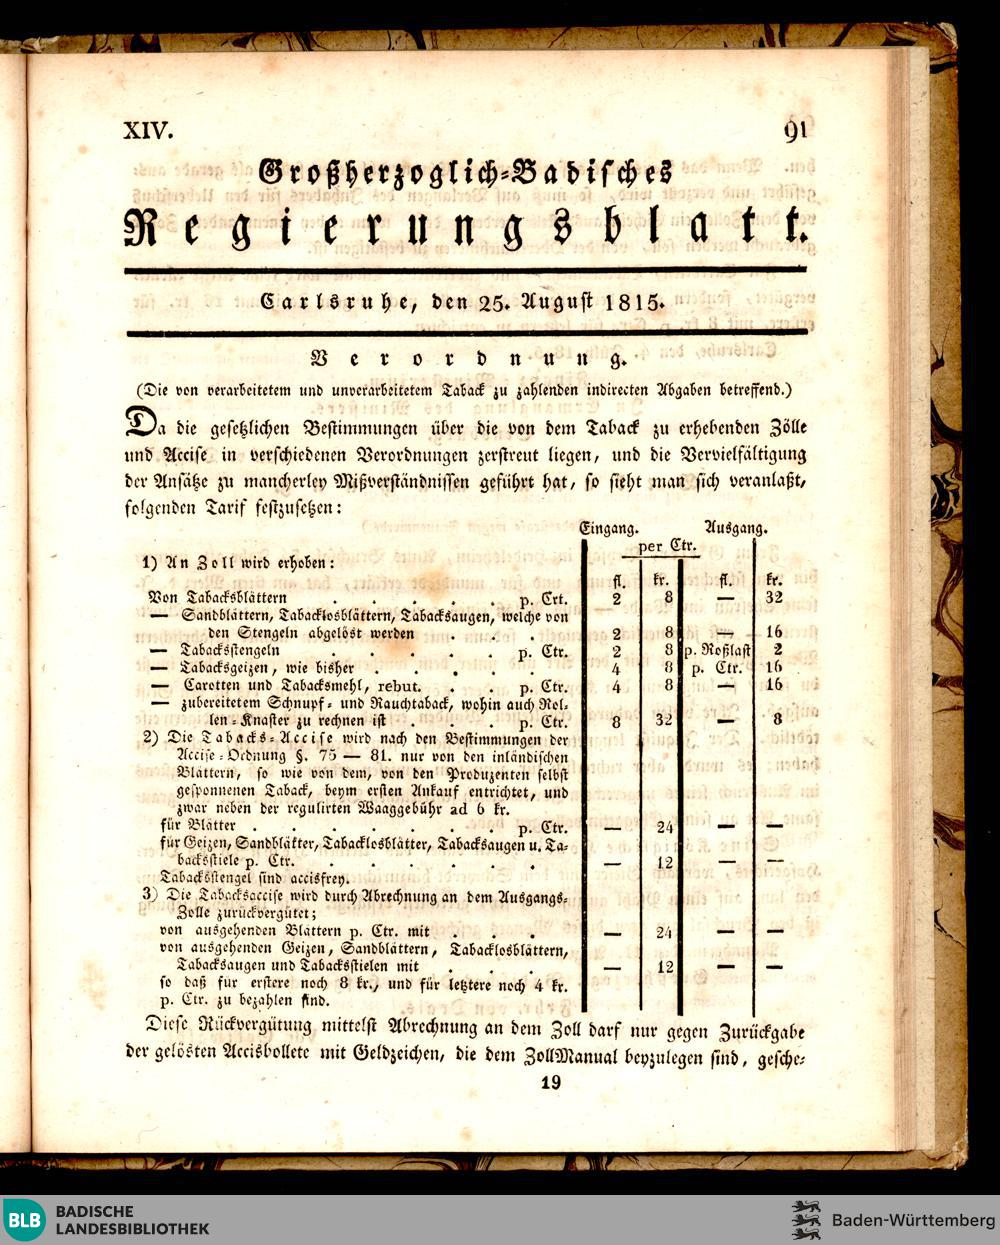 XIV. 91
Großherzoglich-Badisches
Regierungsblatt.
Carlsruhe, den 25. August 1815.
Verordnung.
(Die von verarbeitetem und unverarbeitetem Taback zu zahlenden indirecten Abgaben betreffend.)
Da die gesetzlichen Bestimmungen über die von dem Taback zu erhebenden Zölle
und Accise in verschiedenen Verordnungen zerstreut liegen, und die Vervielfältigung
der Ansätze zu mancherley Mißverständnissen geführt hat, so sieht man sich veranlaßt,
folgenden Tarif festzusetzen:
Eingang. Ausgang.
per Ctr.
1) An Zoll wird erhoben:
fl. kr. fl. kr.
Von Tabacksblättern . . . . . p. Crt. 2 8 — 32
— Sandblättern, Tabacklosblättern, Tabacksaugen, welche von
den Stengeln abgelöst werden . . . 2 8 — 16
— Tabacksstengeln . . . . . p. Ctr. 2 8 p. Roßlast 2
— Tabacksgeizen, wie bisher . . . . . 4 8 p. Ctr. 16
— Carotten und Tabacksmehl, rebut. . . p. Ctr. 4 8 — 16
— zubereitetem Schnupf- und Rauchtaback, wohin auch Rol-
len-Knaster zu rechnen ist . . . . p. Ctr. 8 32 — 8
2) Die Tabacks-Accise wird nach den Bestimmungen der
Accise-Ordnung §. 75 — 81. nur von den inländischen
Blättern, so wie von dem, von den Produzenten selbst
gesponnenen Taback, beym ersten Ankauf entrichtet, und
zwar neben der regulirten Waaggebühr ad 6 kr.
für Blätter . . . . . . . p. Ctr. — 24 — —
für Geizen, Sandblätter, Tabacklosblätter, Tabacksaugen u. Ta-
backsstiele p. Ctr. . . . . . . — 12 — —
Tabacksstengel sind accisfrey.
3) Die Tabacksaccise wird durch Abrechnung an dem Ausgangs-
Zolle zurückvergütet;
von ausgehenden Blattern p. Ctr. mit . . . — 24 — —
von ausgehenden Geizen, Sandblättern, Tabacklosblättern,
Tabacksaugen und Tabacksstielen mit . . . — 12 — —
so daß für erstere noch 8 kr., und für letztere noch 4 kr.
p. Ctr. zu bezahlen sind.
Diese Rückvergütung mittelst Abrechnung an dem Zoll darf nur gegen Zurückgabe
der gelösten Accisbollete mit Geldzeichen, die dem ZollManual beyzulegen sind, gesche-
19
BLB BADISCHE
LANDESBIBLIOTHEK
Baden-Württemberg